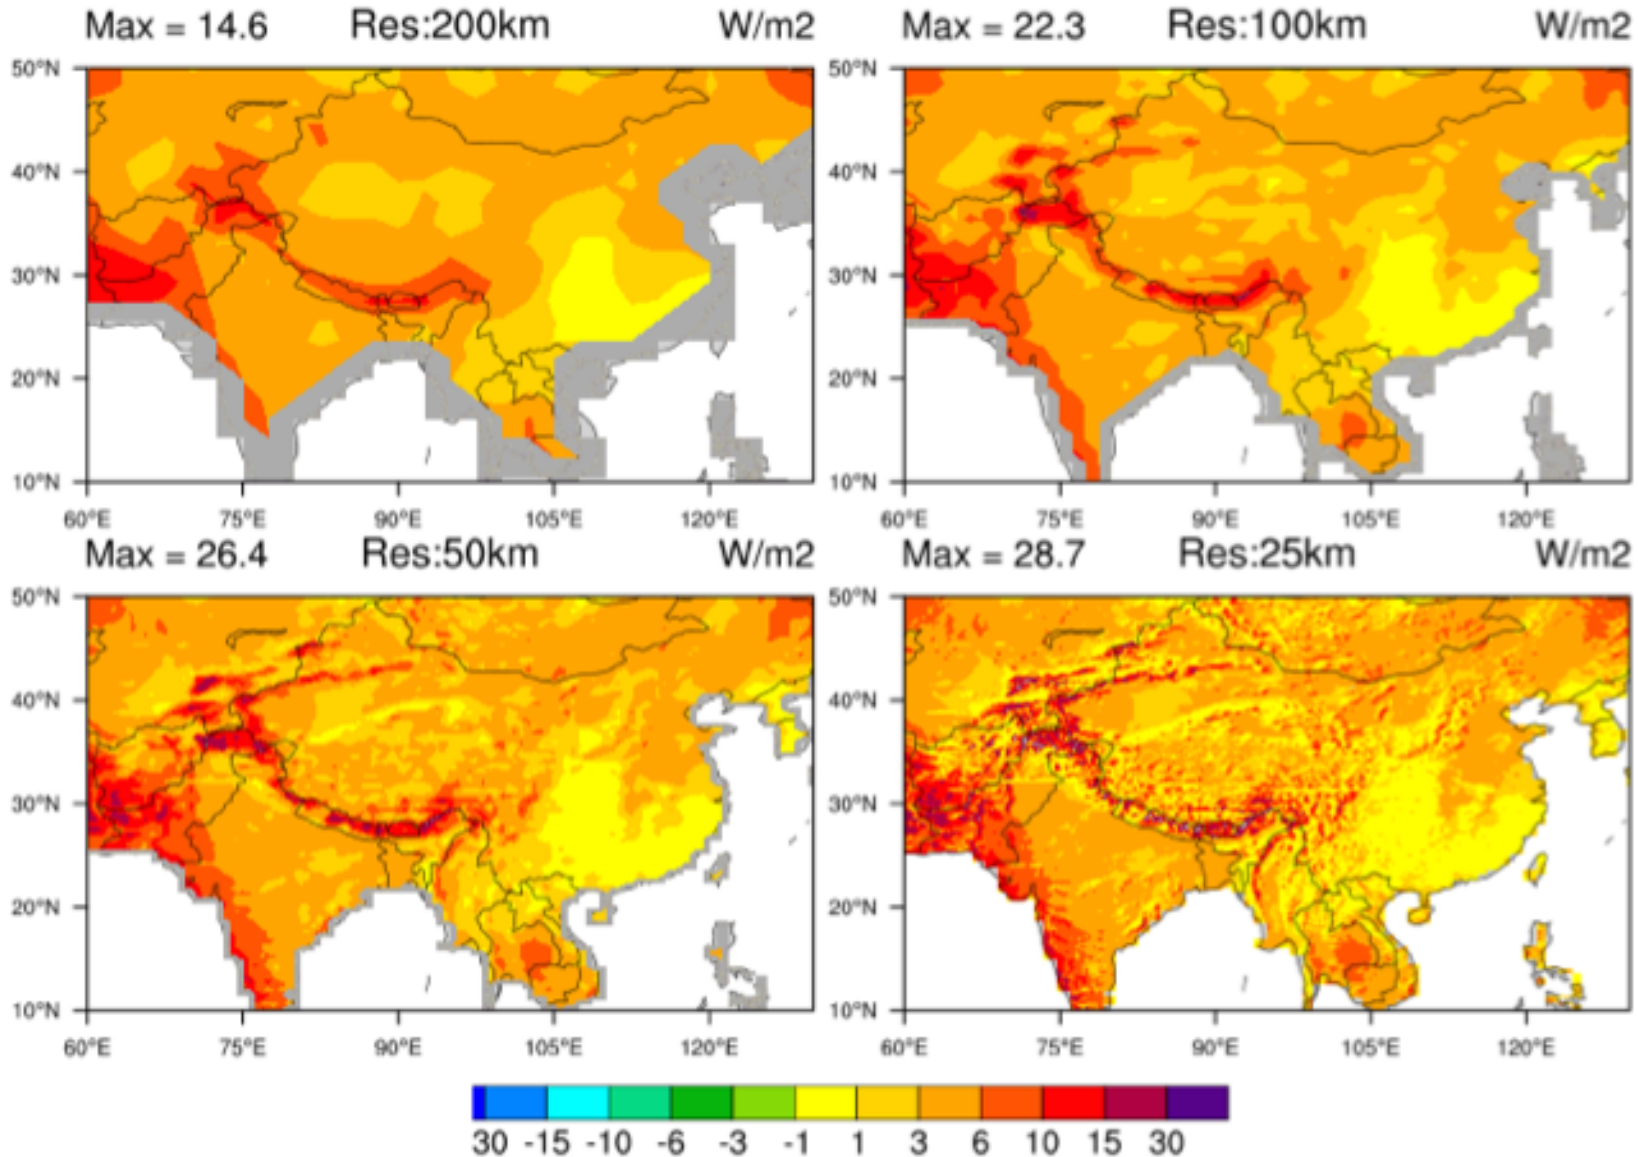 Max = 14.6 Res:200km W/m2
Max = 22.3 Res:100km W/m2
50°N
40°N
30°N
20°N
10°N
60°E 75°E 90°E 105°E 120°E
50°N
40°N
30°N
20°N
10°N
60°E 75°E 90°E 105°E 120°E
Max = 26.4 Res:50km W/m2
Max = 28.7 Res:25km W/m2
50°N
40°N
30°N
20°N
10°N
60°E 75°E 90°E 105°E 120°E
50°N
40°N
30°N
20°N
10°N
60°E 75°E 90°E 105°E 120°E
30 -15 -10 -6 -3 -1 1 3 6 10 15 30